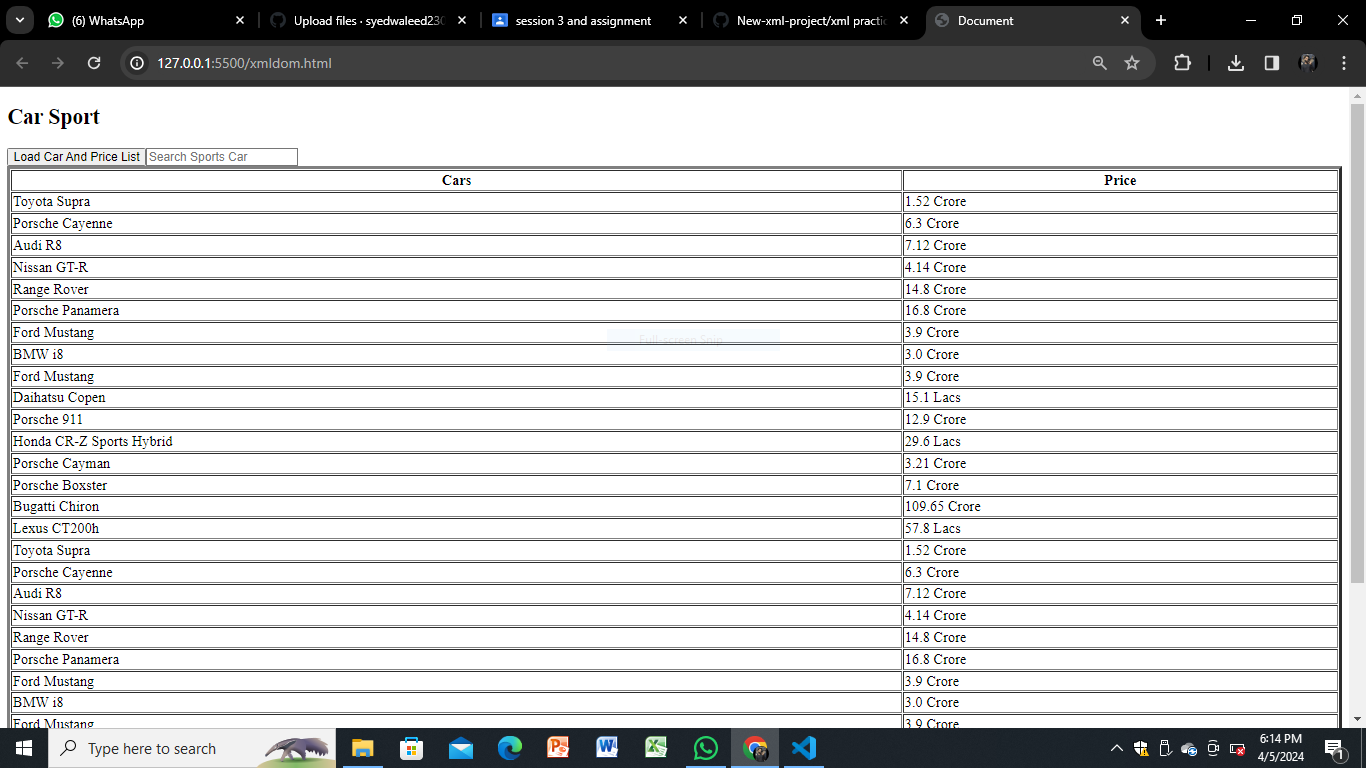 (6) WhatsApp
Upload files · syedwaleed230
session 3 and assignment
New-xml-project/xml practic
Document
127.0.0.1:5500/xmldom.html
Car Sport
Load Car And Price List Search Sports Car
Cars Price
Toyota Supra 1.52 Crore
Porsche Cayenne 6.3 Crore
Audi R8 7.12 Crore
Nissan GT-R 4.14 Crore
Range Rover 14.8 Crore
Porsche Panamera 16.8 Crore
Ford Mustang 3.9 Crore
Full-screen Snip
BMW i8 3.0 Crore
Ford Mustang 3.9 Crore
Daihatsu Copen 15.1 Lacs
Porsche 911 12.9 Crore
Honda CR-Z Sports Hybrid 29.6 Lacs
Porsche Cayman 3.21 Crore
Porsche Boxster 7.1 Crore
Bugatti Chiron 109.65 Crore
Lexus CT200h 57.8 Lacs
Toyota Supra 1.52 Crore
Porsche Cayenne 6.3 Crore
Audi R8 7.12 Crore
Nissan GT-R 4.14 Crore
Range Rover 14.8 Crore
Porsche Panamera 16.8 Crore
Ford Mustang 3.9 Crore
BMW i8 3.0 Crore
Ford Mustang 3.9 Crore
Type here to search
6:14 PM
4/5/2024
1